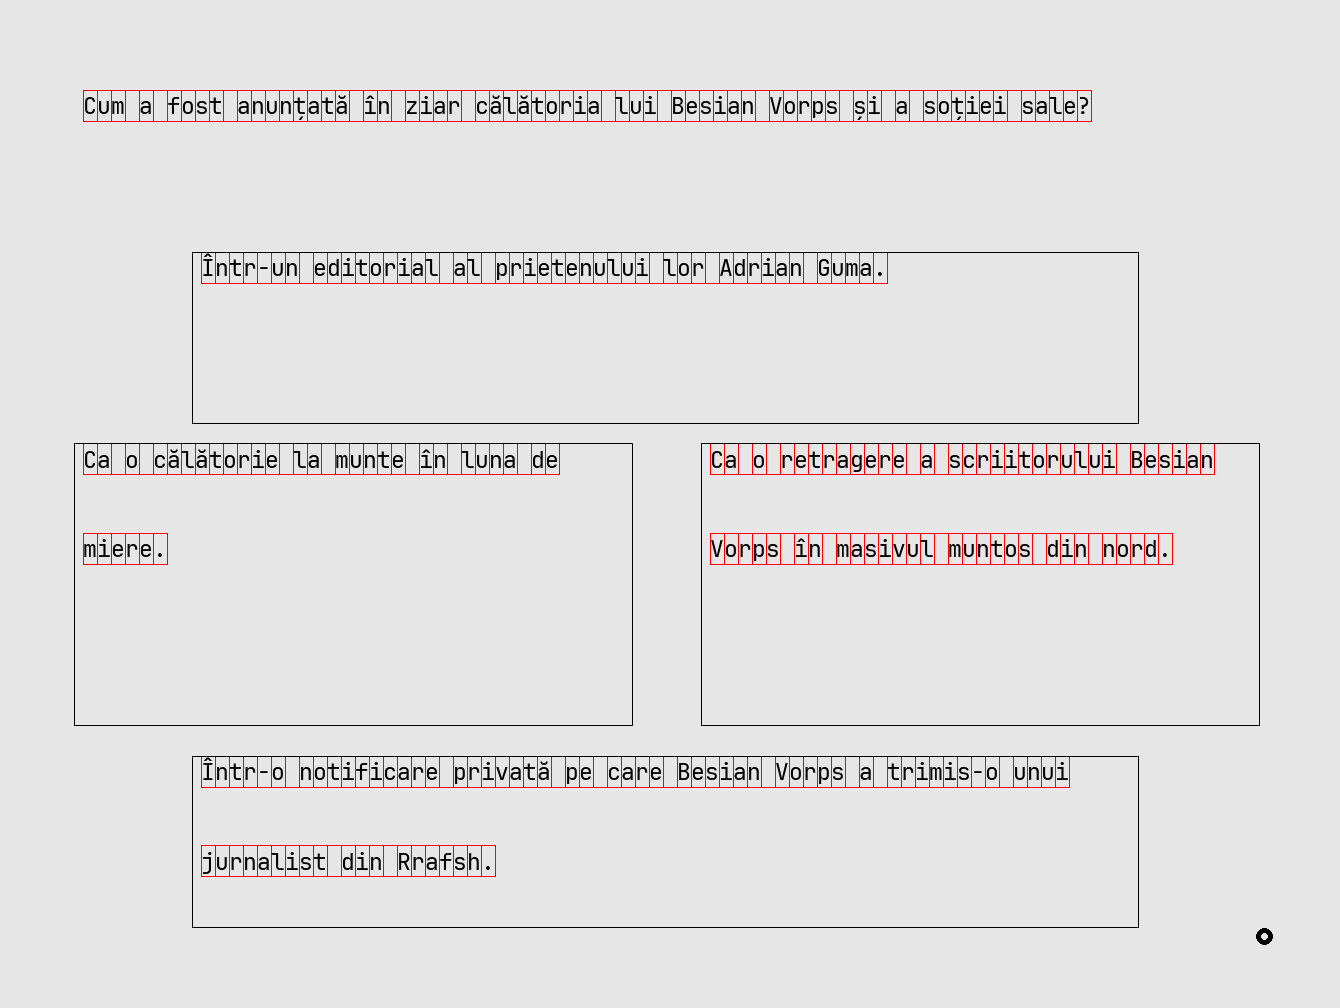 Cum a fost anunțată în ziar călătoria lui Besian Vorps și a soției sale?
Într-un editorial al prietenului lor Adrian Guma.
Ca o călătorie la munte în luna de
miere.
Ca o retragere a scriitorului Besian
Vorps în masivul muntos din nord.
Într-o notificare privată pe care Besian Vorps a trimis-o unui
jurnalist din Rrafsh.